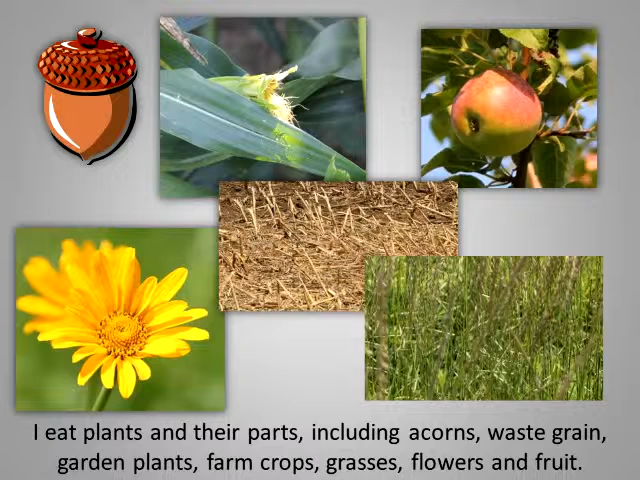 I eat plants and their parts, including acorns, waste grain,
garden plants, farm crops, grasses, flowers and fruit.